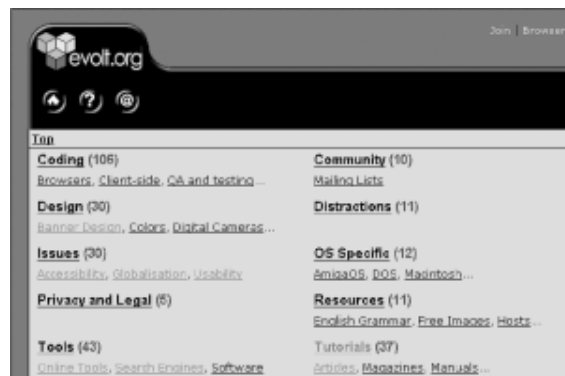 Join | Browser
evolt.org
Top
Coding (106)
Browsers, Client-side, QA and testing...
Design (30)
Banner Design, Colors, Digital Cameras...
Issues (30)
Accessibility, Globalisation, Usability
Privacy and Legal (5)
Tools (43)
Online Tools, Search Engines, Software
Community (10)
Mailing Lists
Distractions (11)
OS Specific (12)
AmigaOS, DOS, Macintosh...
Resources (11)
English Grammar, Free Images, Hosts...
Tutorials (37)
Articles, Magazines, Manuals...